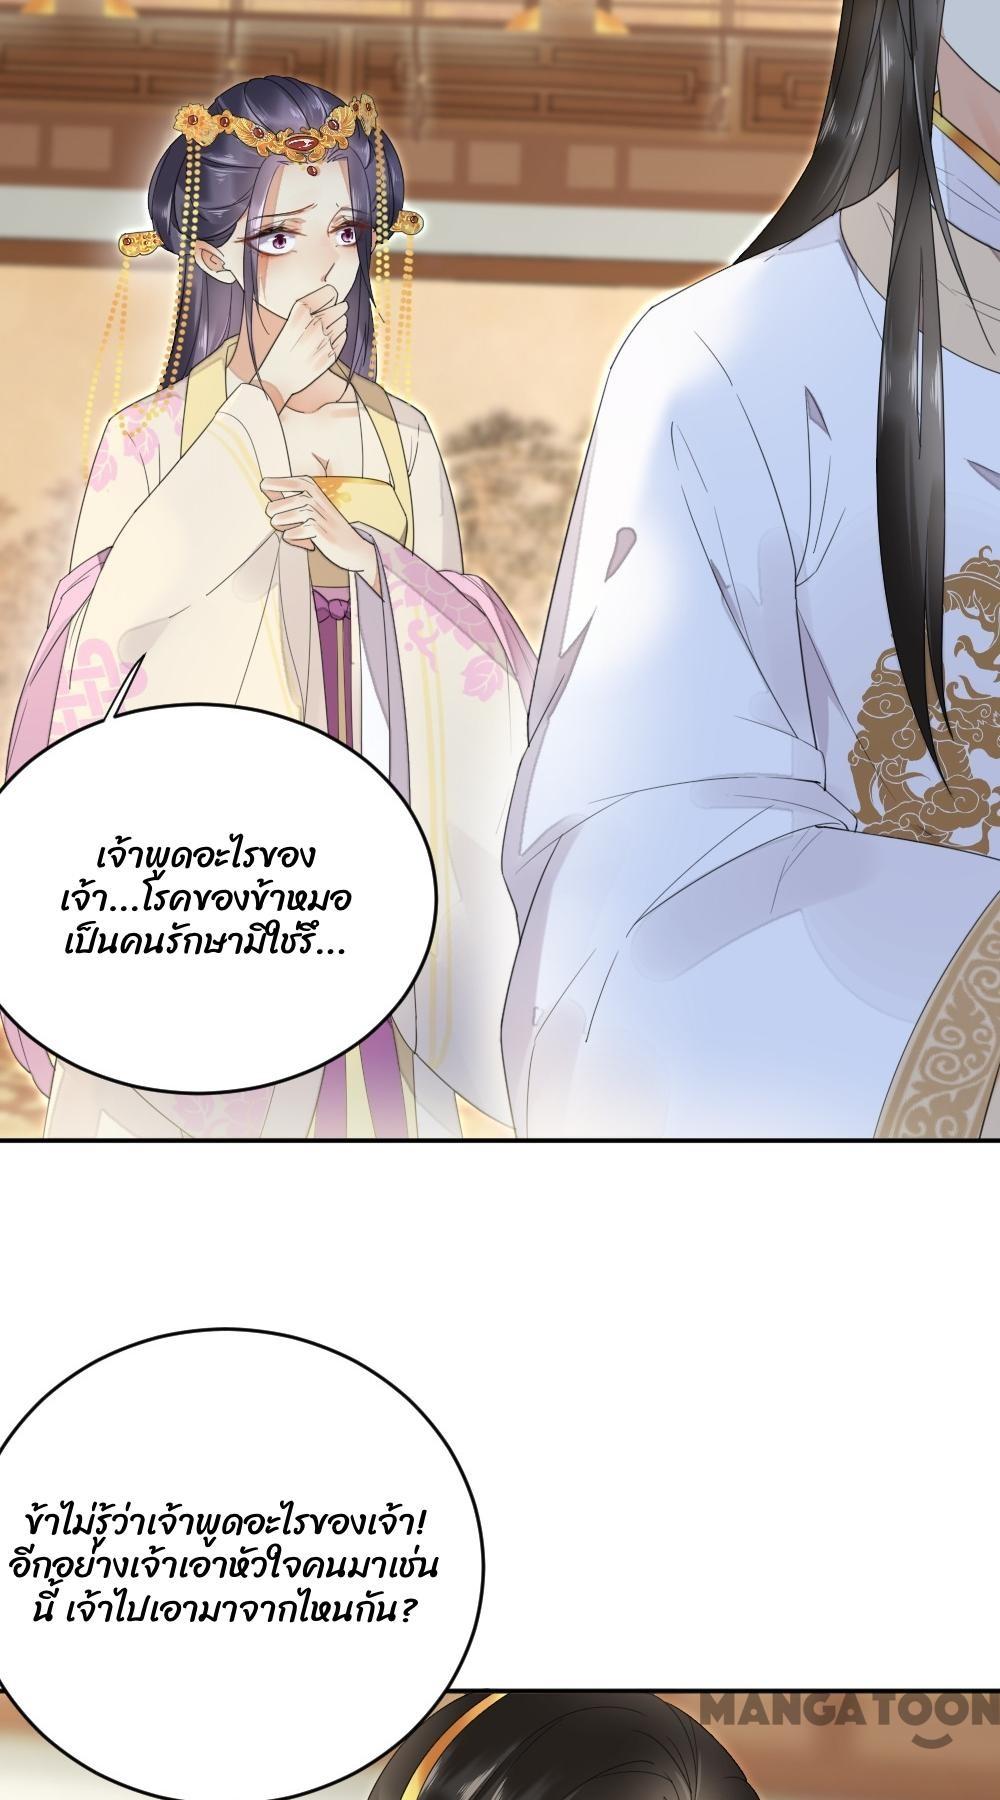 เจ้าพูดอะไรของ
เจ้า...โรคของข้าหมอ
เป็นคนรักษามิใช่รึ...
ข้าไม่รู้ว่าเจ้าพูดอะไรของเจ้า!
อีกอย่างเจ้าเอาหัวใจคนมาเช่น
นี้ เจ้าไปเอามาจากไหนกัน?
MANGATOON